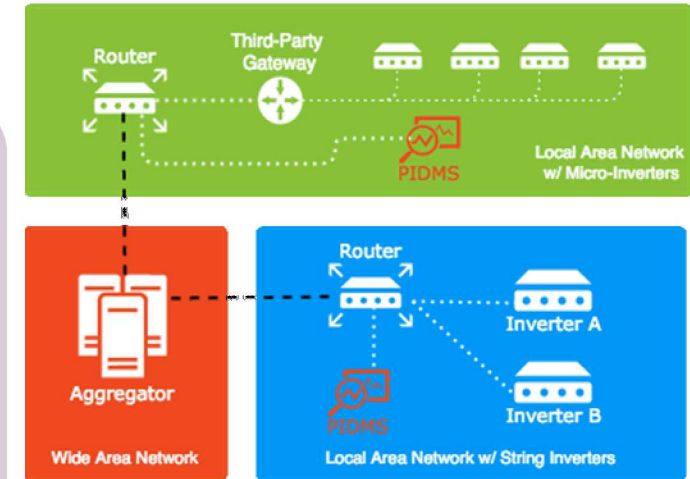 Router
Third-Party
Gateway
PIDMS
Local Area Network
w/ Micro-Inverters
Router
Inverter A
Aggregator
PIDMS
Inverter B
Wide Area Network
Local Area Network w/ String Inverters